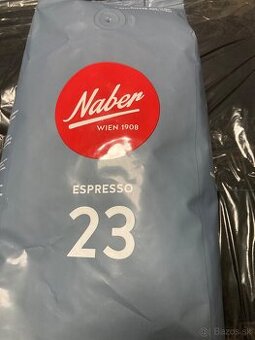 Naber
WIEN 1908
ESPRESSO
23
Bazos.sk